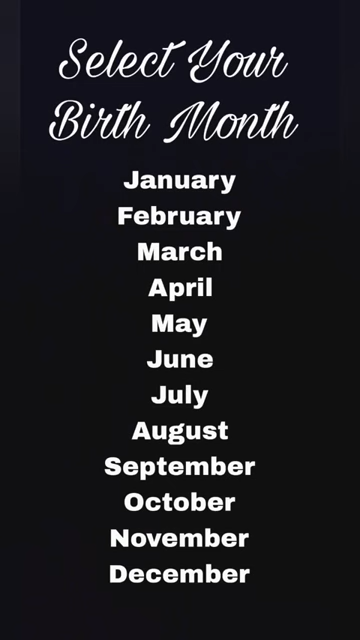 Select Your
Birth Month
January
February
March
April
May
June
July
August
September
October
November
December